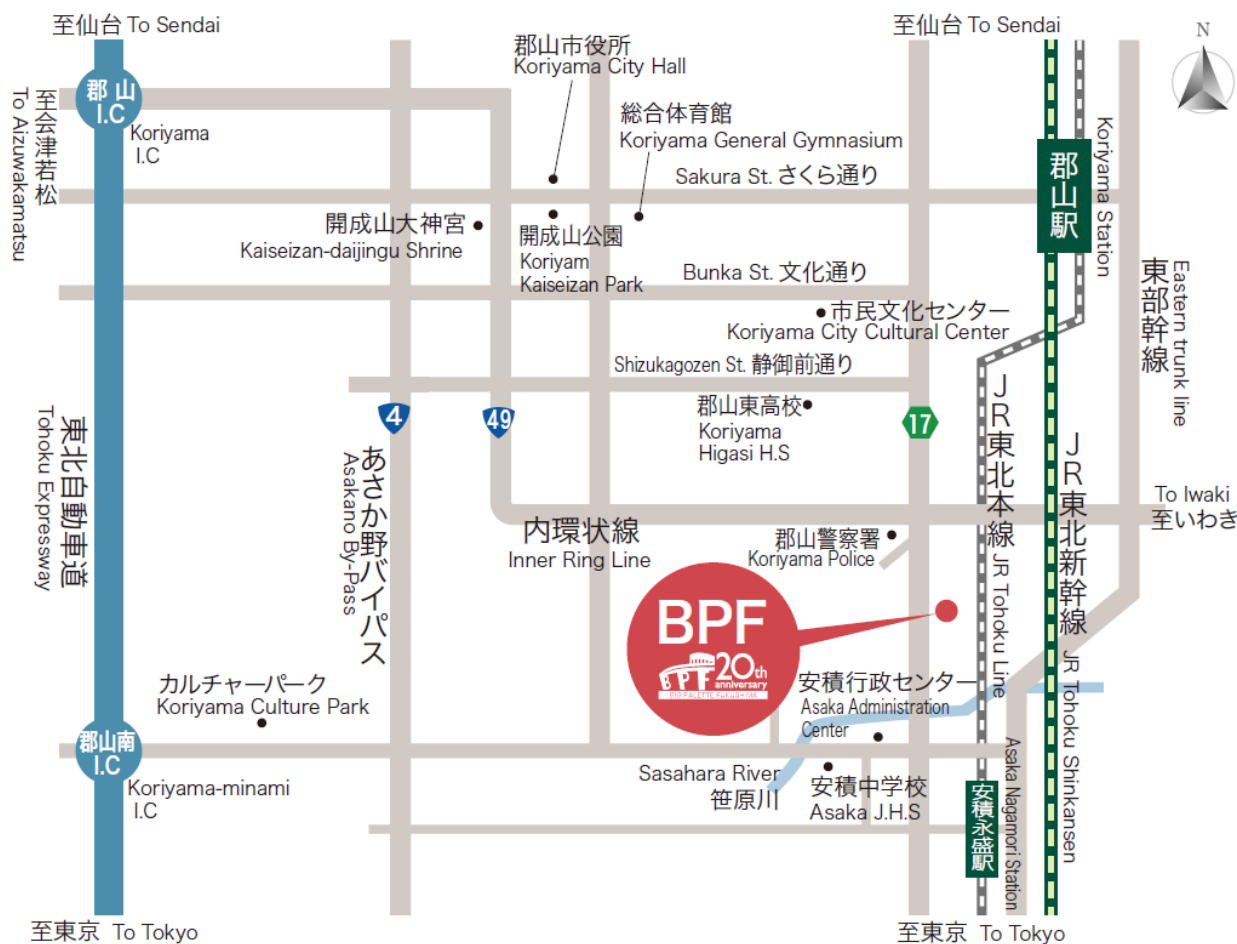 至仙台 To Sendai
至仙台 To Sendai
N
郡山市役所
Koriyama City Hall
郡山
I.C
Koriyama
I.C
至会津若松
To Aizuwakamatsu
総合体育館
Koriyama General Gymnasium
Sakura St. さくら通り
郡山駅
Koriyama Station
開成山大神宮
Kaiseizan-daijingu Shrine
開成山公園
Koriyam
Kaiseizan Park
Bunka St. 文化通り
市民文化センター
Koriyama City Cultural Center
東部幹線
Eastern trunk line
Shizukagozen St. 静御前通り
4
49
17
郡山東高校
Koriyama
Higasi H.S
東北自動車道
Tohoku Expressway
あさか野バイパス
Asakano By-Pass
JR東北本線
JR Tohoku Line
JR東北新幹線
JR Tohoku Shinkansen
To Iwaki
至いわき
内環状線
Inner Ring Line
郡山警察署
Koriyama Police
BPF
BPF 20th
anniversary
BIG PALETTE FUKUSHIMA
カルチャーパーク
Koriyama Culture Park
安積行政センター
Asaka Administration
Center
郡山南
I.C
Koriyama-minami
I.C
Sasahara River
笹原川
安積中学校
Asaka J.H.S
安積永盛駅
Asaka Nagamori Station
至東京 To Tokyo
至東京 To Tokyo